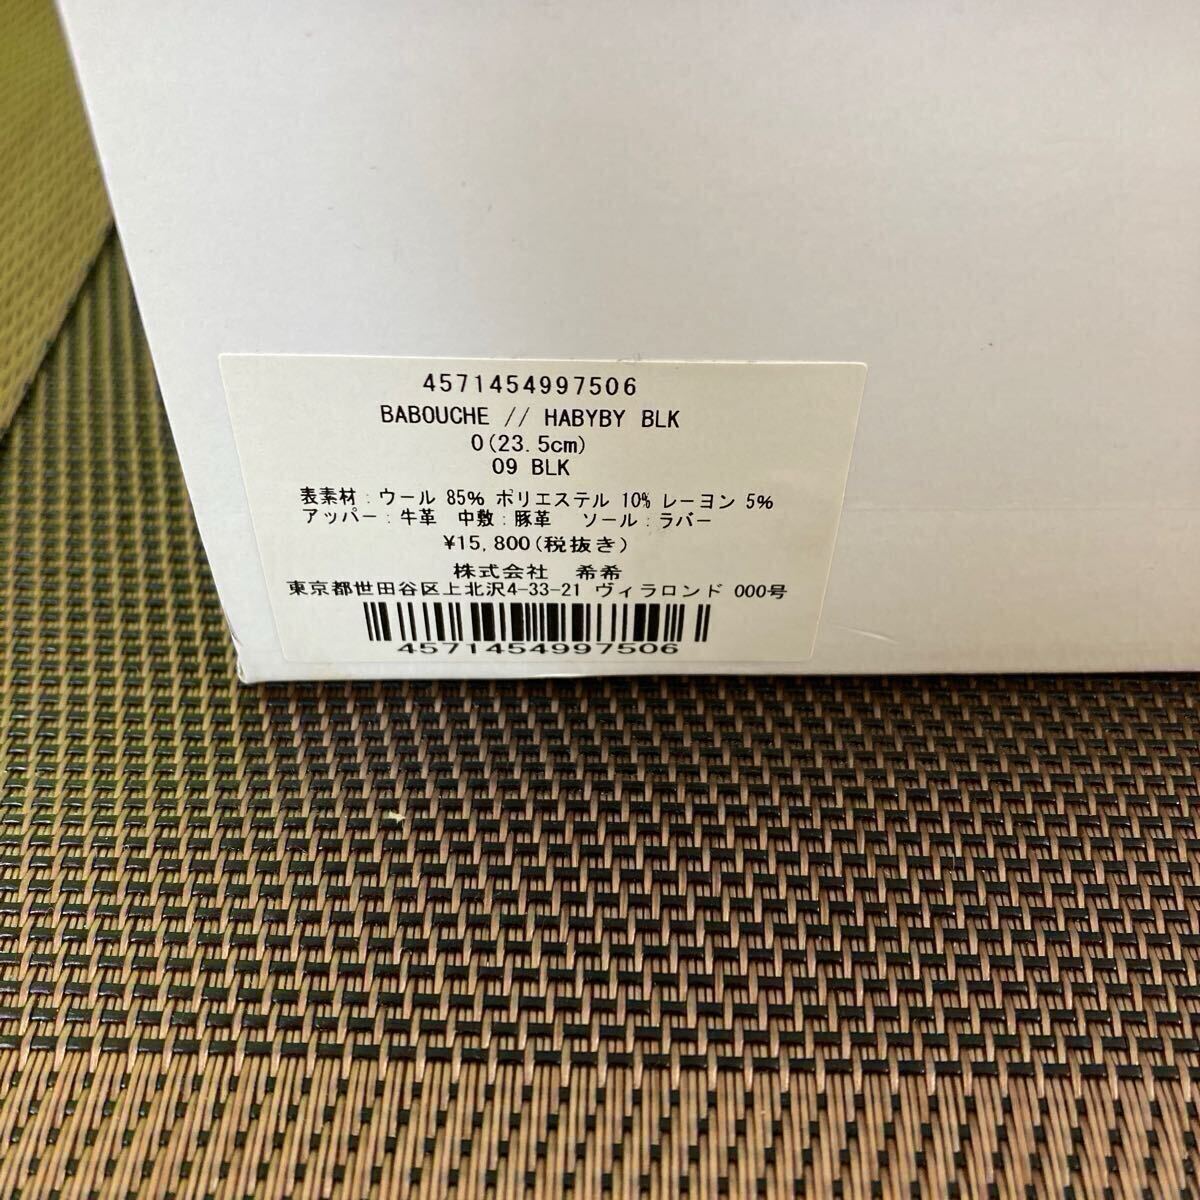 4571454997506
BABOUCHE // HABYBY BLK
0(23.5cm)
09 BLK
表素材:ウール 85% ポリエステル 10% レーヨン 5%
アッパー:牛革 中敷:豚革 ソール:ラバー
¥15,800(税抜き)
株式会社 希希
東京都世田谷区上北沢4-33-21 ヴィラロンド 000号
4571454997506